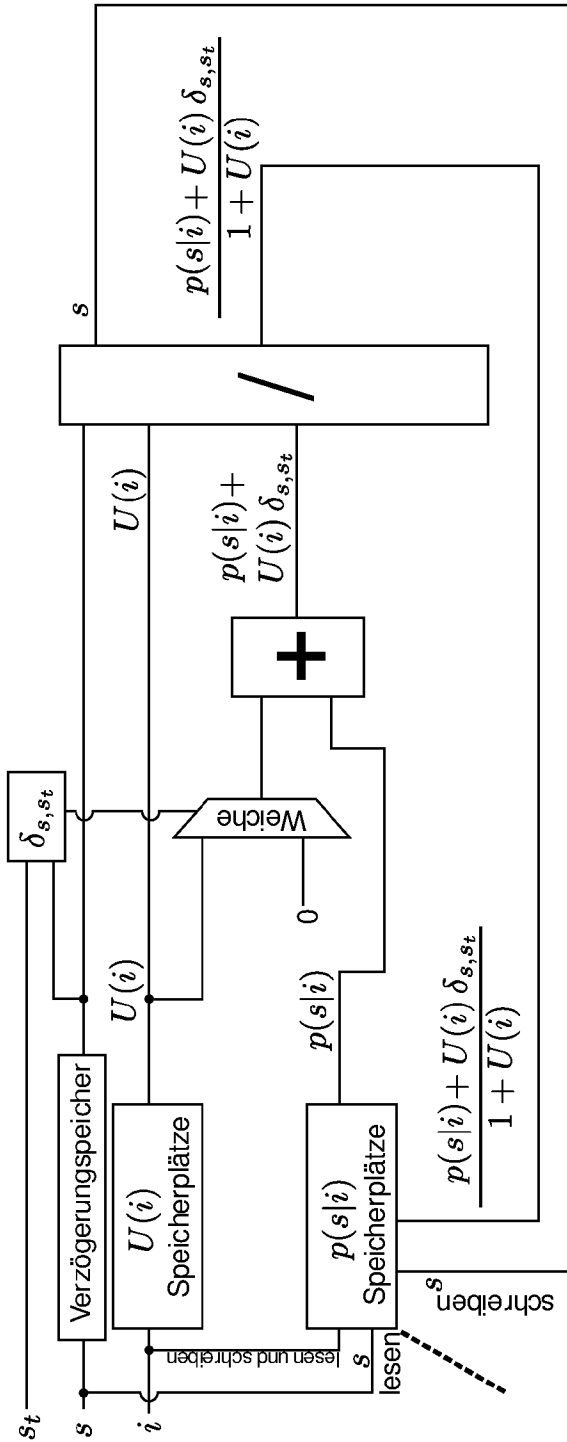 s_t
s
i
Verzögerungspeicher
U(i)
Speicherplätze
lesen und schreiben
p(s|i)
Speicherplätze
s
lesen
s
schreiben
p(s|i) + U(i) δ_{s,s_t}
1 + U(i)
U(i)
p(s|i)
δ_{s,s_t}
Weiche
0
+
p(s|i) +
U(i) δ_{s,s_t}
U(i)
/
s
p(s|i) + U(i) δ_{s,s_t}
1 + U(i)